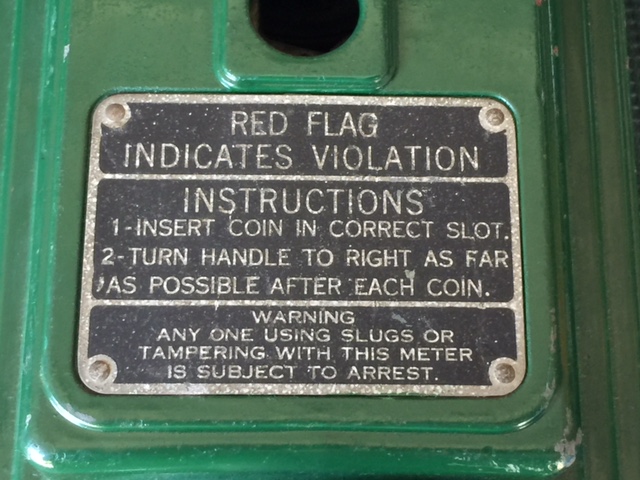 RED FLAG
INDICATES VIOLATION
INSTRUCTIONS
1-INSERT COIN IN CORRECT SLOT.
2-TURN HANDLE TO RIGHT AS FAR
AS POSSIBLE AFTER EACH COIN.
WARNING
ANY ONE USING SLUGS OR
TAMPERING WITH THIS METER
IS SUBJECT TO ARREST.